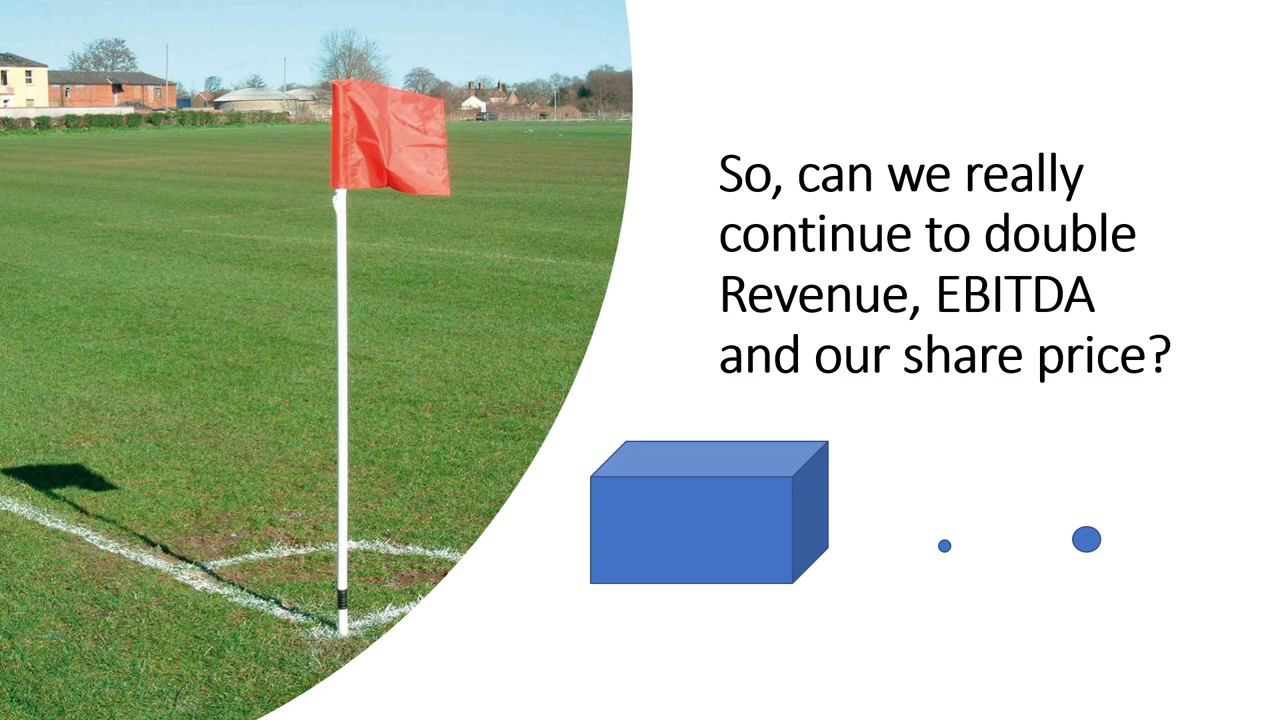 So, can we really
continue to double
Revenue, EBITDA
and our share price?